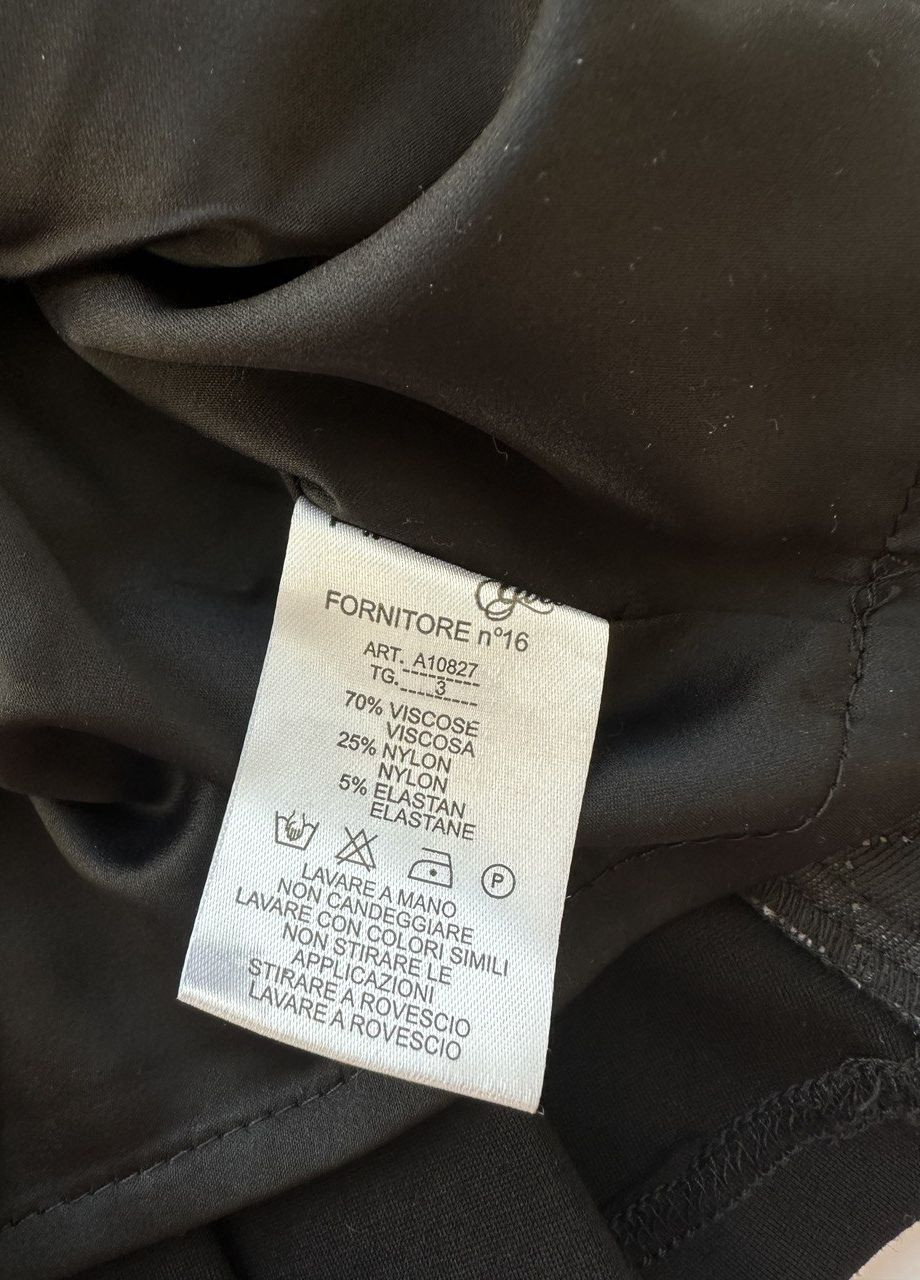 FORNITORE n°16
ART. A10827
TG. 3
70% VISCOSE
VISCOSA
25% NYLON
NYLON
5% ELASTAN
ELASTANE
P
LAVARE A MANO
NON CANDEGGIARE
LAVARE CON COLORI SIMILI
NON STIRARE LE
APPLICAZIONI
STIRARE A ROVESCIO
LAVARE A ROVESCIO